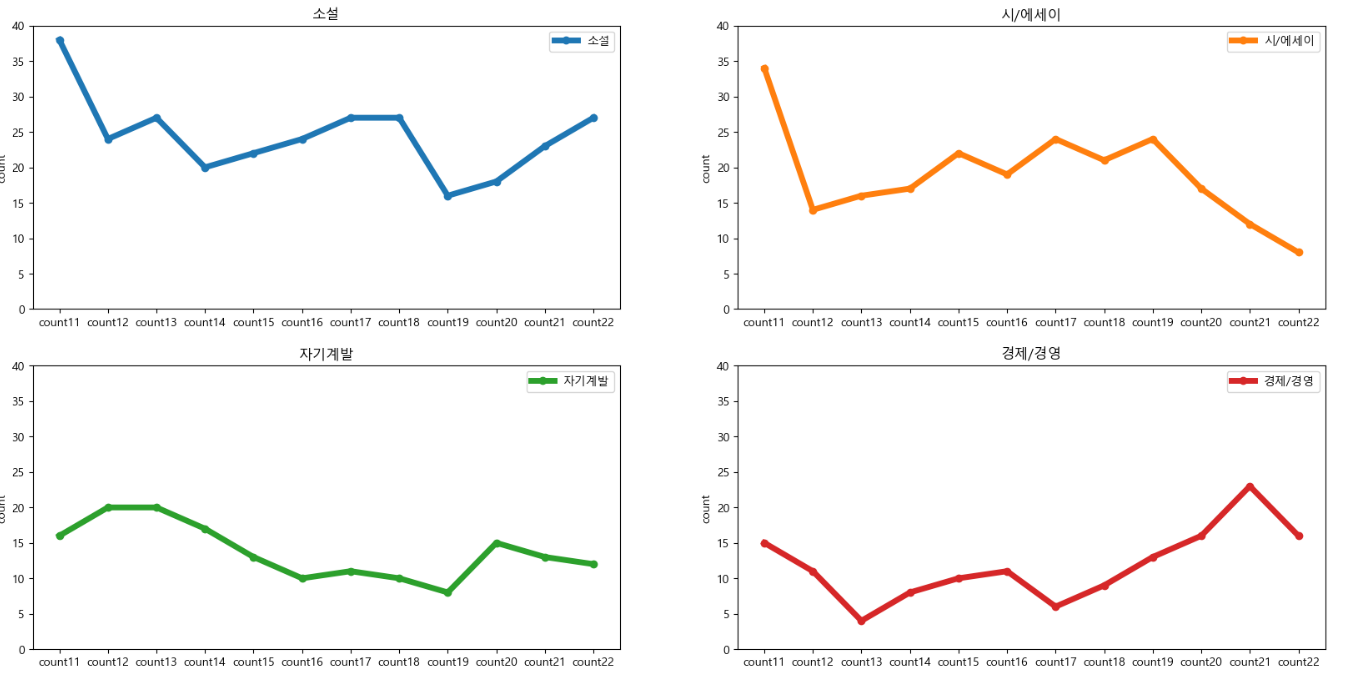 소설
40
35
30
25
20
15
10
5
0
count
소설
count11 count12 count13 count14 count15 count16 count17 count18 count19 count20 count21 count22
시/에세이
40
35
30
25
20
15
10
5
0
count
시/에세이
count11 count12 count13 count14 count15 count16 count17 count18 count19 count20 count21 count22
자기계발
40
35
30
25
20
15
10
5
0
count
자기계발
count11 count12 count13 count14 count15 count16 count17 count18 count19 count20 count21 count22
경제/경영
40
35
30
25
20
15
10
5
0
count
경제/경영
count11 count12 count13 count14 count15 count16 count17 count18 count19 count20 count21 count22